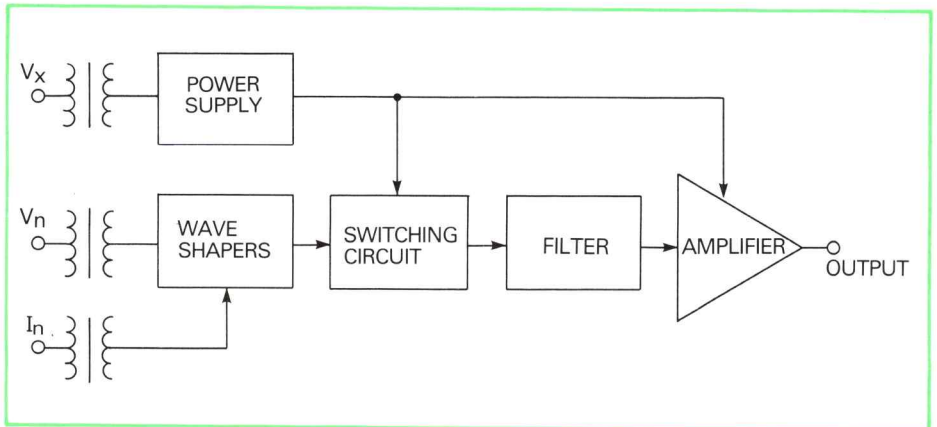 Vx
POWER
SUPPLY
Vn
WAVE
SHAPERS
SWITCHING
CIRCUIT
FILTER
AMPLIFIER
OUTPUT
In